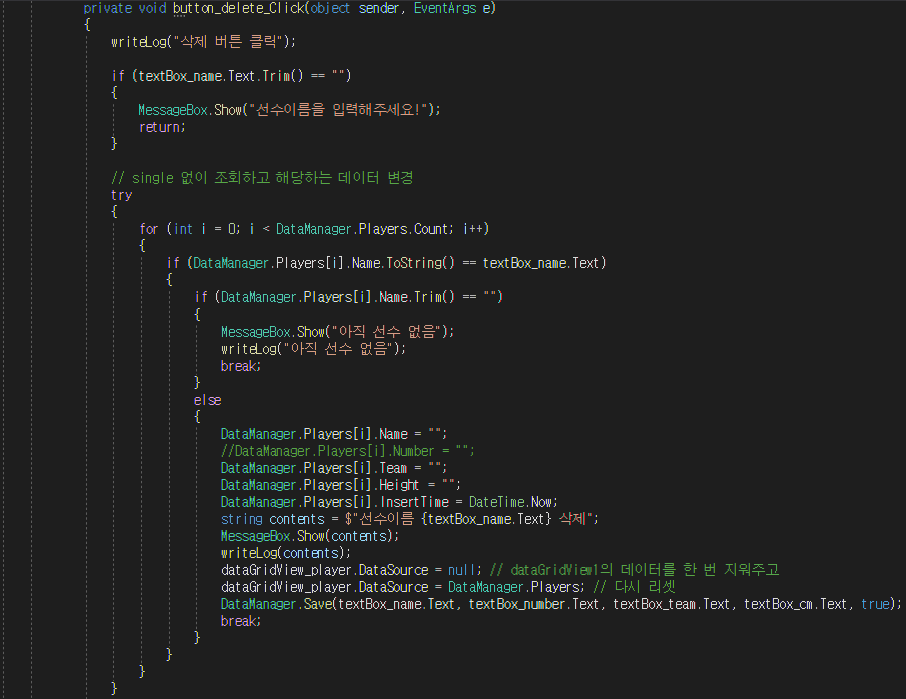 private void button_delete_Click(object sender, EventArgs e)
{
writeLog("삭제 버튼 클릭");
if (textBox_name.Text.Trim() == "")
{
MessageBox.Show("선수이름을 입력해주세요!");
return;
}
// single 없이 조회하고 해당하는 데이터 변경
try
{
for (int i = 0; i < DataManager.Players.Count; i++)
{
if (DataManager.Players[i].Name.ToString() == textBox_name.Text)
{
if (DataManager.Players[i].Name.Trim() == "")
{
MessageBox.Show("아직 선수 없음");
writeLog("아직 선수 없음");
break;
}
else
{
DataManager.Players[i].Name = "";
//DataManager.Players[i].Number = "";
DataManager.Players[i].Team = "";
DataManager.Players[i].Height = "";
DataManager.Players[i].InsertTime = DateTime.Now;
string contents = $"선수이름 {textBox_name.Text} 삭제";
MessageBox.Show(contents);
writeLog(contents);
dataGridView_player.DataSource = null; // dataGridView1의 데이터를 한 번 지워주고
dataGridView_player.DataSource = DataManager.Players; // 다시 리셋
DataManager.Save(textBox_name.Text, textBox_number.Text, textBox_team.Text, textBox_cm.Text, true);
break;
}
}
}
}